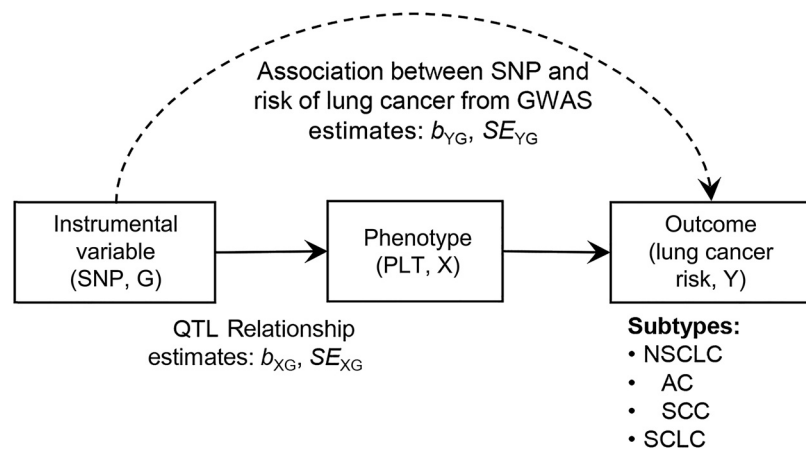 Association between SNP and
risk of lung cancer from GWAS
estimates: bYG, SEYG
Instrumental
variable
(SNP, G)
Phenotype
(PLT, X)
Outcome
(lung cancer
risk, Y)
QTL Relationship
estimates: bXG, SEXG
Subtypes:
• NSCLC
• AC
• SCC
• SCLC